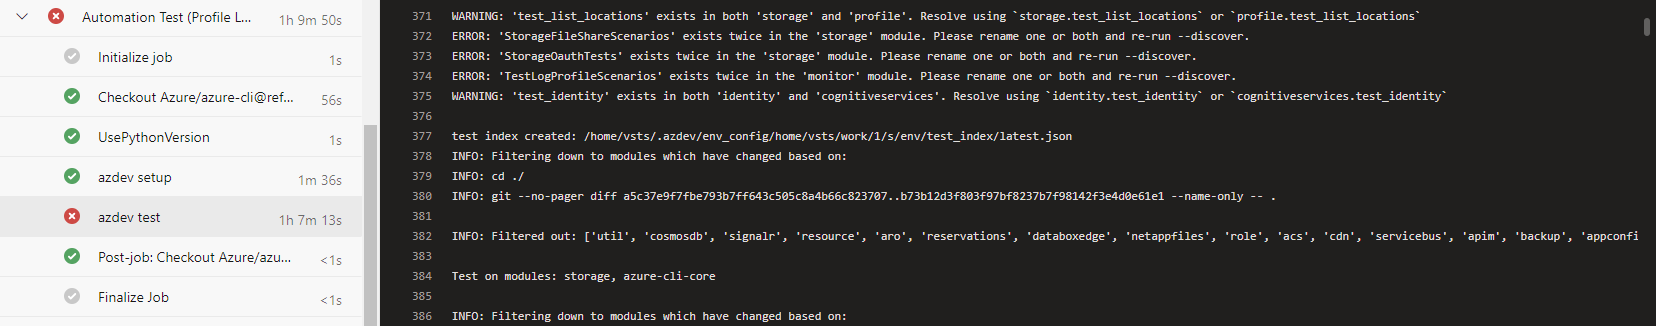 Automation Test (Profile L... 1h 9m 50s
Initialize job 1s
Checkout Azure/azure-cli@ref... 56s
UsePythonVersion 1s
azdev setup 1m 36s
azdev test 1h 7m 13s
Post-job: Checkout Azure/azu... <1s
Finalize Job <1s
371 WARNING: 'test_list_locations' exists in both 'storage' and 'profile'. Resolve using `storage.test_list_locations` or `profile.test_list_locations`
372 ERROR: 'StorageFileShareScenarios' exists twice in the 'storage' module. Please rename one or both and re-run --discover.
373 ERROR: 'StorageOauthTests' exists twice in the 'storage' module. Please rename one or both and re-run --discover.
374 ERROR: 'TestLogProfileScenarios' exists twice in the 'monitor' module. Please rename one or both and re-run --discover.
375 WARNING: 'test_identity' exists in both 'identity' and 'cognitiveservices'. Resolve using `identity.test_identity` or `cognitiveservices.test_identity`
376
377 test index created: /home/vsts/.azdev/env_config/home/vsts/work/1/s/env/test_index/latest.json
378 INFO: Filtering down to modules which have changed based on:
379 INFO: cd ./
380 INFO: git --no-pager diff a5c37e9f7fbe793b7ff643c505c8a4b66c823707..b73b12d3f803f97bf8237b7f98142f3e4d0e61e1 --name-only -- .
381
382 INFO: Filtered out: ['util', 'cosmosdb', 'signalr', 'resource', 'aro', 'reservations', 'databoxedge', 'netappfiles', 'role', 'acs', 'cdn', 'servicebus', 'apim', 'backup', 'appconfi
383
384 Test on modules: storage, azure-cli-core
385
386 INFO: Filtering down to modules which have changed based on: